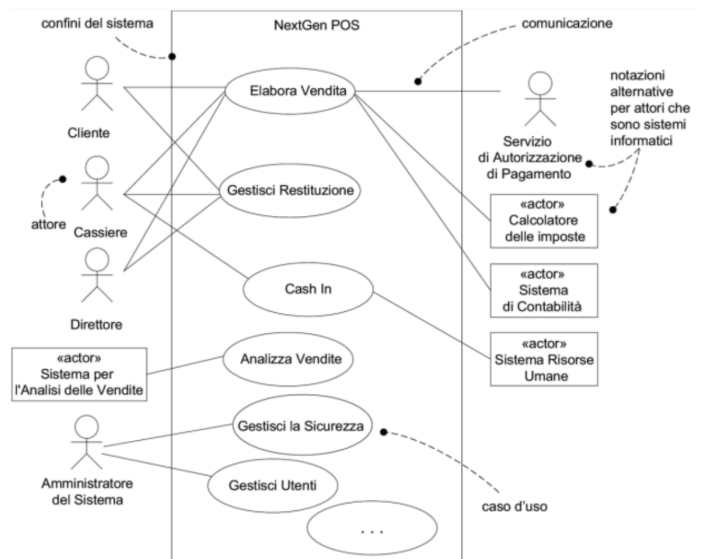 confini del sistema
NextGen POS
comunicazione
Elabora Vendita
Cliente
notazioni
alternative
per attori che
sono sistemi
informatici
Servizio
di Autorizzazione
di Pagamento
Gestisci Restituzione
attore
Cassiere
«actor»
Calcolatore
delle imposte
Cash In
«actor»
Sistema
di Contabilità
Direttore
«actor»
Sistema per
l'Analisi delle Vendite
Analizza Vendite
«actor»
Sistema Risorse
Umane
Gestisci la Sicurezza
Amministratore
del Sistema
Gestisci Utenti
caso d'uso
. . .